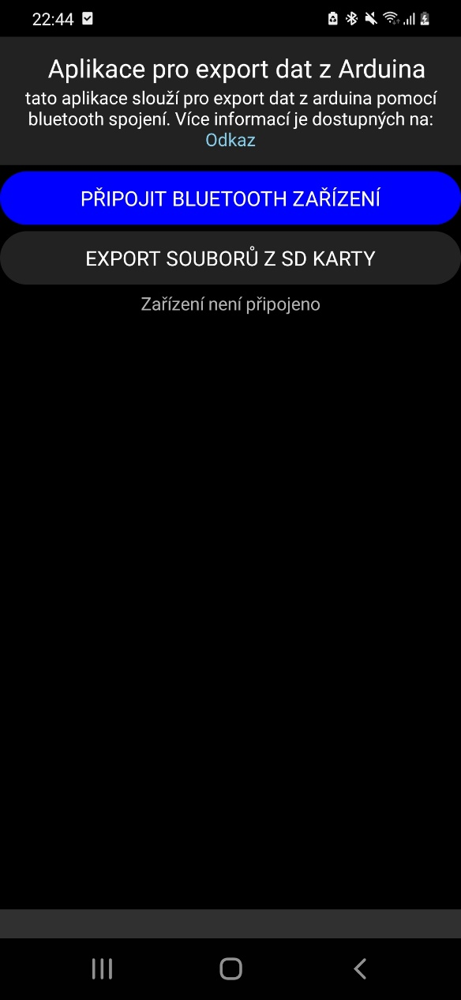 22:44
Aplikace pro export dat z Arduina
tato aplikace slouží pro export dat z arduina pomocí
bluetooth spojení. Více informací je dostupných na:
Odkaz
PŘIPOJIT BLUETOOTH ZAŘÍZENÍ
EXPORT SOUBORŮ Z SD KARTY
Zařízení není připojeno